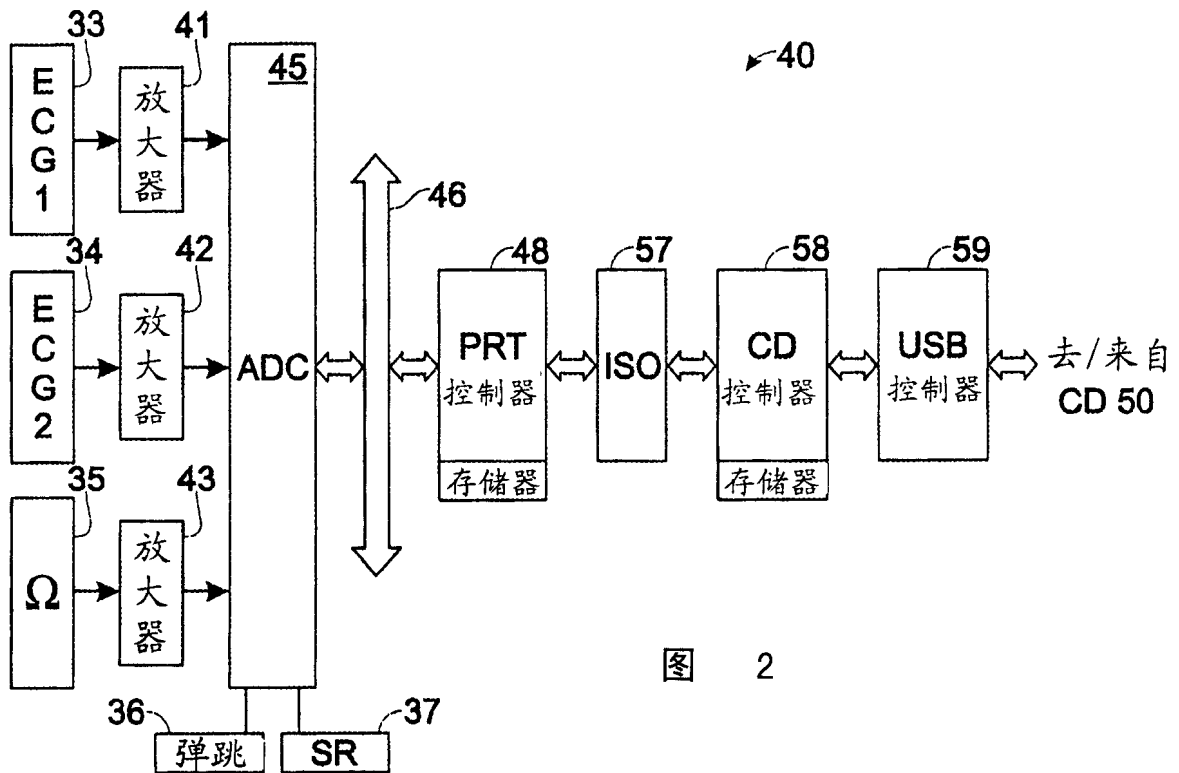 33
41
45
40
ECG1
放大器
46
34
42
48
57
58
59
ECG2
放大器
ADC
PRT
控制器
ISO
CD
控制器
USB
控制器
去/来自
CD 50
存储器
存储器
35
43
Ω
放大器
图 2
36
37
弹跳
SR